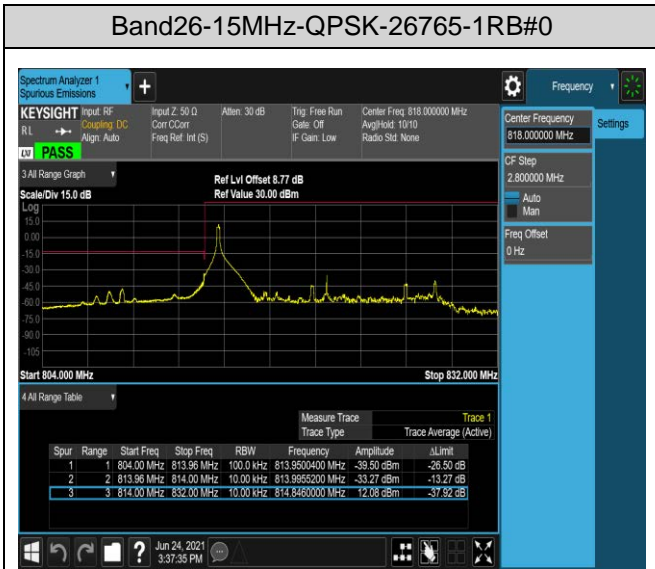 Band26-15MHz-QPSK-26765-1RB#0
Spectrum Analyzer 1
Spurious Emissions
Frequency
KEYSIGHT Input: RF Input Z: 50 Ω Atten: 30 dB Trig: Free Run Center Freq: 818.000000 MHz
RL Coupling: DC Corr CCorr Gate: Off Avg|Hold: 10/10
Align: Auto Freq Ref: Int (S) IF Gain: Low Radio Std: None
LXI PASS
Center Frequency
818.000000 MHz
Settings
CF Step
2.800000 MHz
Auto
Man
Freq Offset
0 Hz
3 All Range Graph
Ref Lvl Offset 8.77 dB
Scale/Div 15.0 dB Ref Value 30.00 dBm
Log
15.0
0.00
-15.0
-30.0
-45.0
-60.0
-75.0
-90.0
-105
Start 804.000 MHz Stop 832.000 MHz
4 All Range Table
Measure Trace Trace 1
Trace Type Trace Average (Active)
Spur Range Start Freq Stop Freq RBW Frequency Amplitude ΔLimit
1 1 804.00 MHz 813.96 MHz 100.0 kHz 813.9500400 MHz -39.50 dBm -26.50 dB
2 2 813.96 MHz 814.00 MHz 10.00 kHz 813.9955200 MHz -33.27 dBm -13.27 dB
3 3 814.00 MHz 832.00 MHz 10.00 kHz 814.8460000 MHz 12.08 dBm -37.92 dB
Jun 24, 2021
3:37:35 PM